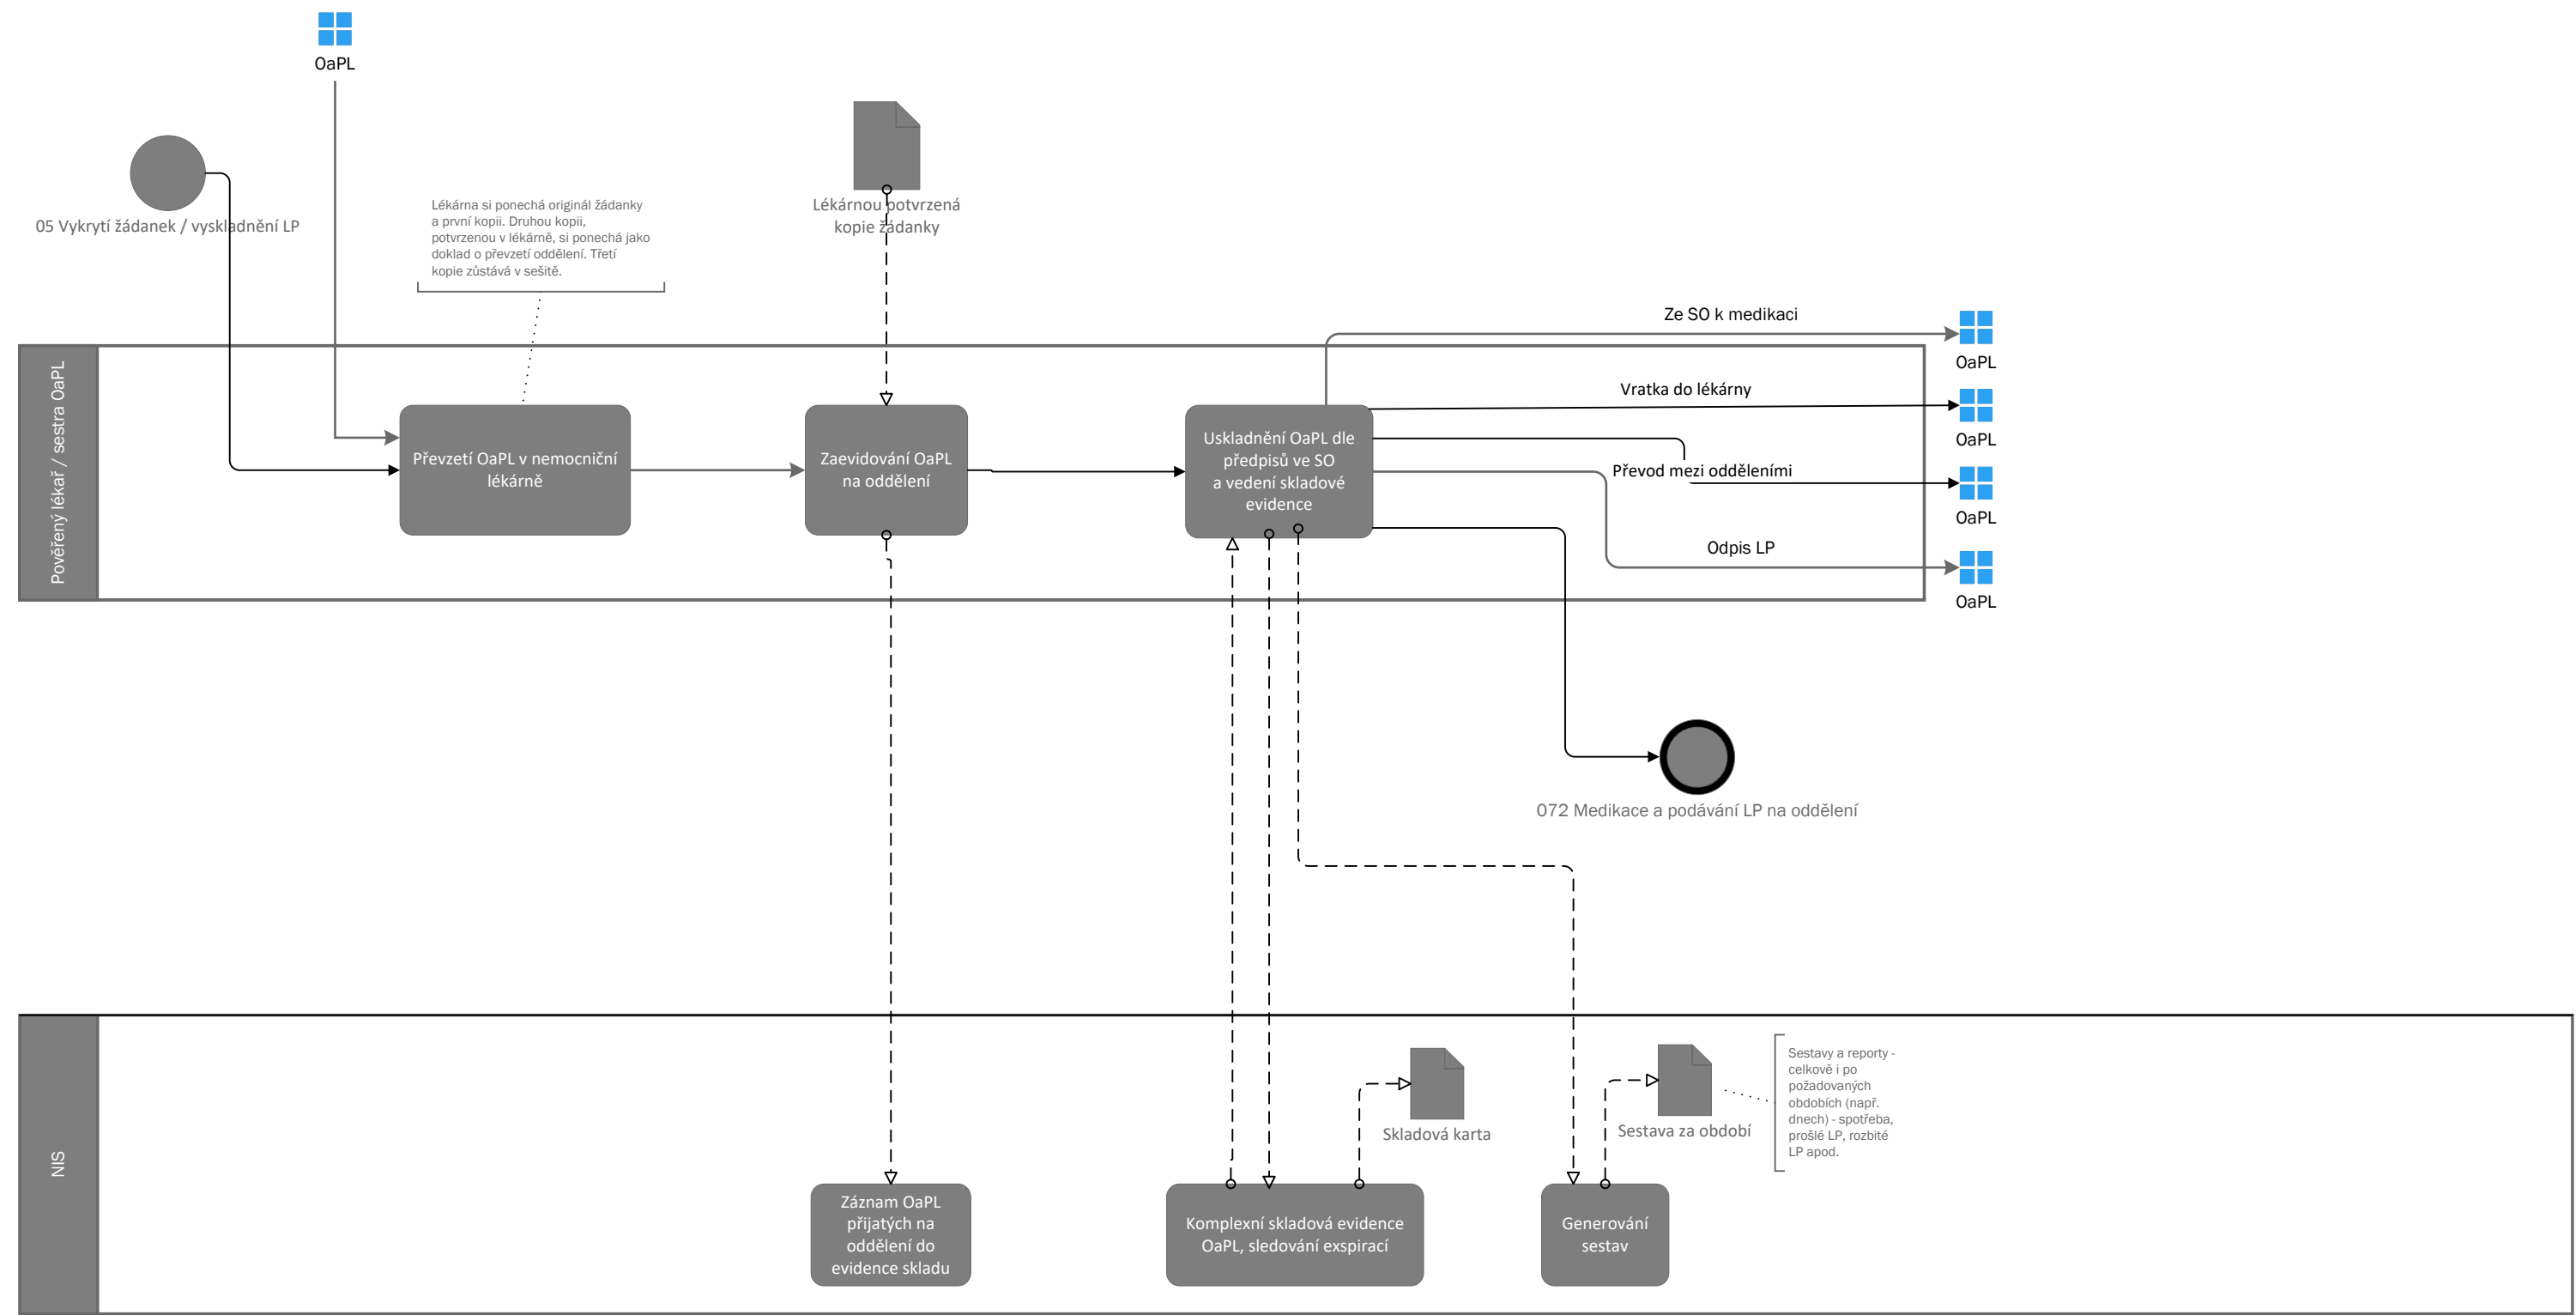 OaPL
05 Vykrytí žádanek / vyskladnění LP
Lékárna si ponechá originál žádanky
a první kopii. Druhou kopii,
potvrzenou v lékárně, si ponechá jako
doklad o převzetí oddělení. Třetí
kopie zůstává v sešitě.
Lékárnou potvrzená
kopie žádanky
Pověřený lékař / sestra OaPL
Převzetí OaPL v nemocniční
lékárně
Zaevidování OaPL
na oddělení
Uskladnění OaPL dle
předpisů ve SO
a vedení skladové
evidence
Ze SO k medikaci
OaPL
Vratka do lékárny
OaPL
Převod mezi odděleními
OaPL
Odpis LP
OaPL
072 Medikace a podávání LP na oddělení
NIS
Záznam OaPL
přijatých na
oddělení do
evidence skladu
Komplexní skladová evidence
OaPL, sledování exspirací
Skladová karta
Generování
sestav
Sestava za období
Sestavy a reporty -
celkově i po
požadovaných
obdobích (např.
dnech) - spotřeba,
prošlé LP, rozbité
LP apod.